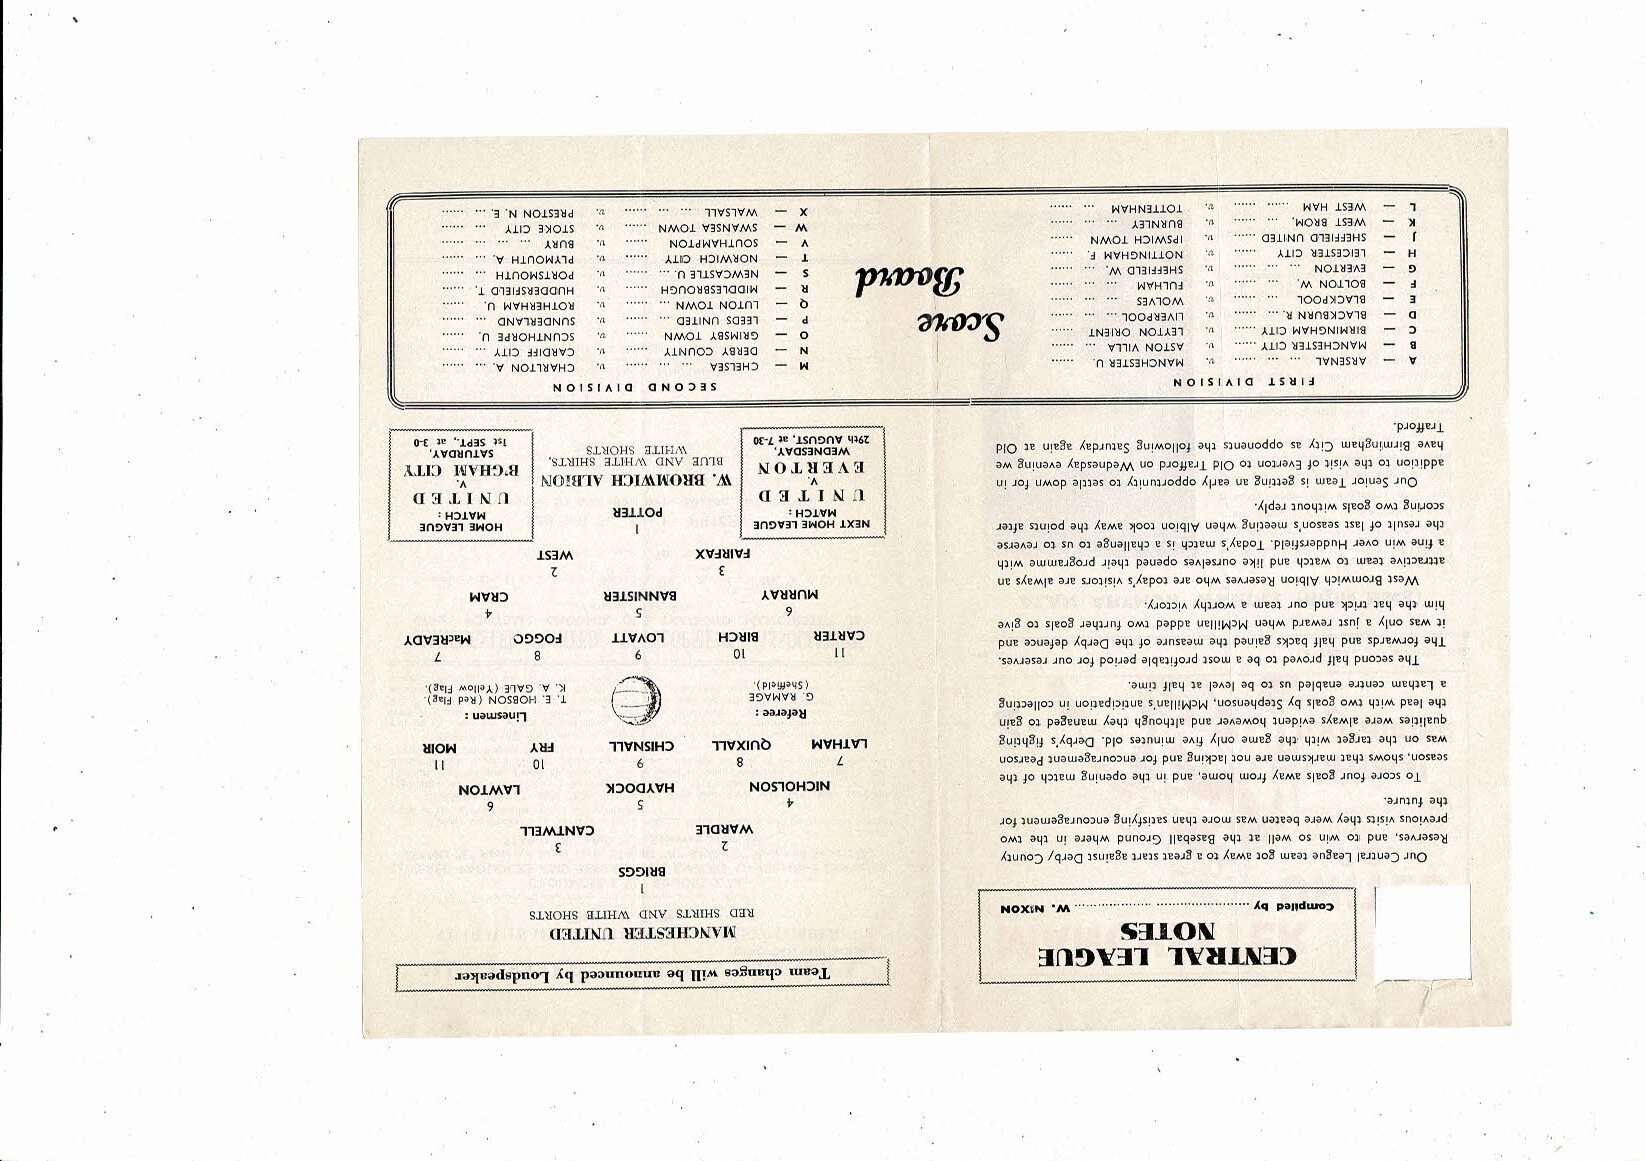 CENTRAL LEAGUE
NOTES
Compiled by ........................................ W. NIXON
Our Central League team got away to a great start against Derby County
Reserves, and to win so well at the Baseball Ground where in the two
previous visits they were beaten was more than satisfying encouragement for
the future.
To score four goals away from home, and in the opening match of the
season, shows that marksmen are not lacking and for encouragement Pearson
was on the target with the game only five minutes old. Derby's fighting
qualities were always evident however and although they managed to gain
the lead with two goals by Stephenson, McMillan's anticipation in collecting
a Latham centre enabled us to be level at half time.
The second half proved to be a most profitable period for our reserves.
The forwards and half backs gained the measure of the Derby defence and
it was only a just reward when McMillan added two further goals to give
him the hat trick and our team a worthy victory.
West Bromwich Albion Reserves who are today's visitors are always an
attractive team to watch and like ourselves opened their programme with
a fine win over Huddersfield. Today's match is a challenge to us to reverse
the result of last season's meeting when Albion took away the points after
scoring two goals without reply.
Our Senior Team is getting an early opportunity to settle down for in
addition to the visit of Everton to Old Trafford on Wednesday evening we
have Birmingham City as opponents the following Saturday again at Old
Trafford.
Team changes will be announced by Loudspeaker
MANCHESTER UNITED
RED SHIRTS AND WHITE SHORTS
1
BRIGGS
2 3
WARDLE CANTWELL
4 5 6
NICHOLSON HAYDOCK LAWTON
7 8 9 10 11
LATHAM QUIXALL CHISNALL FRY MOIR
Referee :
G. RAMAGE
(Sheffield).
Linesmen :
T. E. HOBSON (Red Flag).
K. A. GALE (Yellow Flag).
11 10 9 8 7
CARTER BIRCH LOVATT FOGGO MacREADY
6 5 4
MURRAY BANNISTER CRAM
3 2
FAIRFAX WEST
1
POTTER
W. BROMWICH ALBION
BLUE AND WHITE SHIRTS,
WHITE SHORTS
NEXT HOME LEAGUE
MATCH :
UNITED
v.
EVERTON
WEDNESDAY,
29th AUGUST, at 7-30
HOME LEAGUE
MATCH :
UNITED
v.
B'GHAM CITY
SATURDAY,
1st SEPT., at 3-0
FIRST DIVISION
A — ARSENAL ... ... ...... v. MANCHESTER U. ......
B — MANCHESTER CITY ...... v. ASTON VILLA ... ......
C — BIRMINGHAM CITY ...... v. LEYTON ORIENT ......
D — BLACKBURN R. ... ...... v. LIVERPOOL ... ... ......
E — BLACKPOOL ... ...... v. WOLVES ... ... ......
F — BOLTON W. ... ...... v. FULHAM ... ... ......
G — EVERTON ... ... ...... v. SHEFFIELD W. ... ......
H — LEICESTER CITY ...... v. NOTTINGHAM F. ......
J — SHEFFIELD UNITED ...... v. IPSWICH TOWN ......
K — WEST BROM. ...... ...... v. BURNLEY ... ... ......
L — WEST HAM ...... ...... v. TOTTENHAM ... ......
Score
Board
SECOND DIVISION
M — CHELSEA ... ... ...... v. CHARLTON A. ... ......
N — DERBY COUNTY ...... v. CARDIFF CITY ... ......
O — GRIMSBY TOWN ...... v. SCUNTHORPE U. ......
P — LEEDS UNITED ... ...... v. SUNDERLAND ......
Q — LUTON TOWN ... ...... v. ROTHERHAM U. ......
R — MIDDLESBROUGH ...... v. HUDDERSFIELD T. ......
S — NEWCASTLE U. ... ...... v. PORTSMOUTH ......
T — NORWICH CITY ...... v. PLYMOUTH A. ... ......
V — SOUTHAMPTON ...... v. BURY ... ... ... ......
W — SWANSEA TOWN ...... v. STOKE CITY ... ......
X — WALSALL ... ... ...... v. PRESTON N. E. ... ......